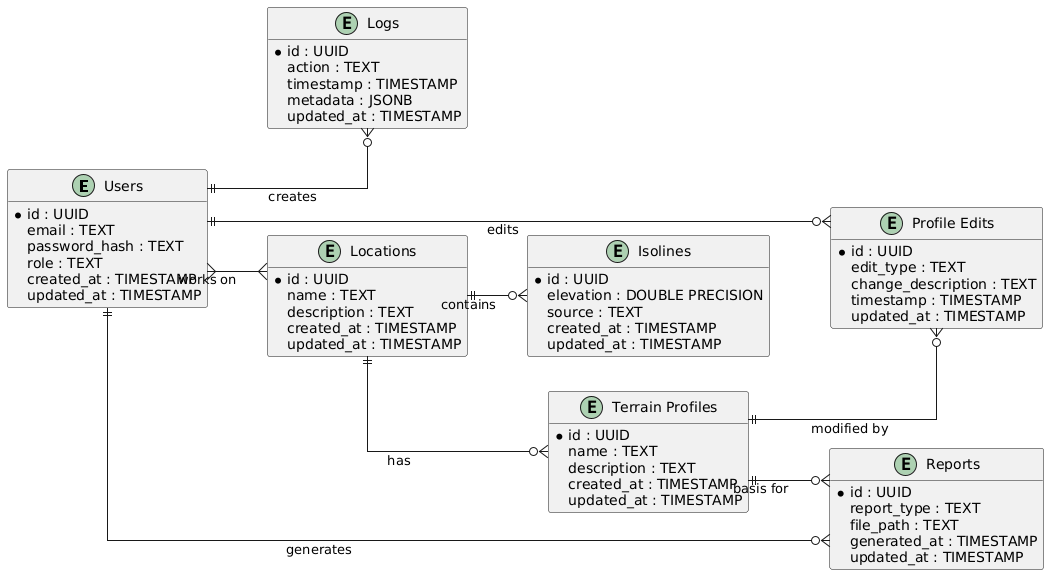 E Logs
id : UUID
action : TEXT
timestamp : TIMESTAMP
metadata : JSONB
updated_at : TIMESTAMP
E Users
id : UUID
email : TEXT
password_hash : TEXT
role : TEXT
created_at : TIMESTAMP
updated_at : TIMESTAMP
creates
edits
works on
E Locations
id : UUID
name : TEXT
description : TEXT
created_at : TIMESTAMP
updated_at : TIMESTAMP
contains
E Isolines
id : UUID
elevation : DOUBLE PRECISION
source : TEXT
created_at : TIMESTAMP
updated_at : TIMESTAMP
E Profile Edits
id : UUID
edit_type : TEXT
change_description : TEXT
timestamp : TIMESTAMP
updated_at : TIMESTAMP
has
E Terrain Profiles
id : UUID
name : TEXT
description : TEXT
created_at : TIMESTAMP
updated_at : TIMESTAMP
modified by
basis for
E Reports
id : UUID
report_type : TEXT
file_path : TEXT
generated_at : TIMESTAMP
updated_at : TIMESTAMP
generates